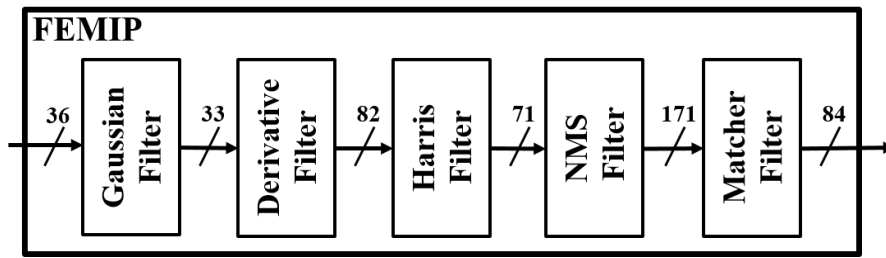 FEMIP
36
Gaussian
Filter
33
Derivative
Filter
82
Harris
Filter
71
NMS
Filter
171
Matcher
Filter
84